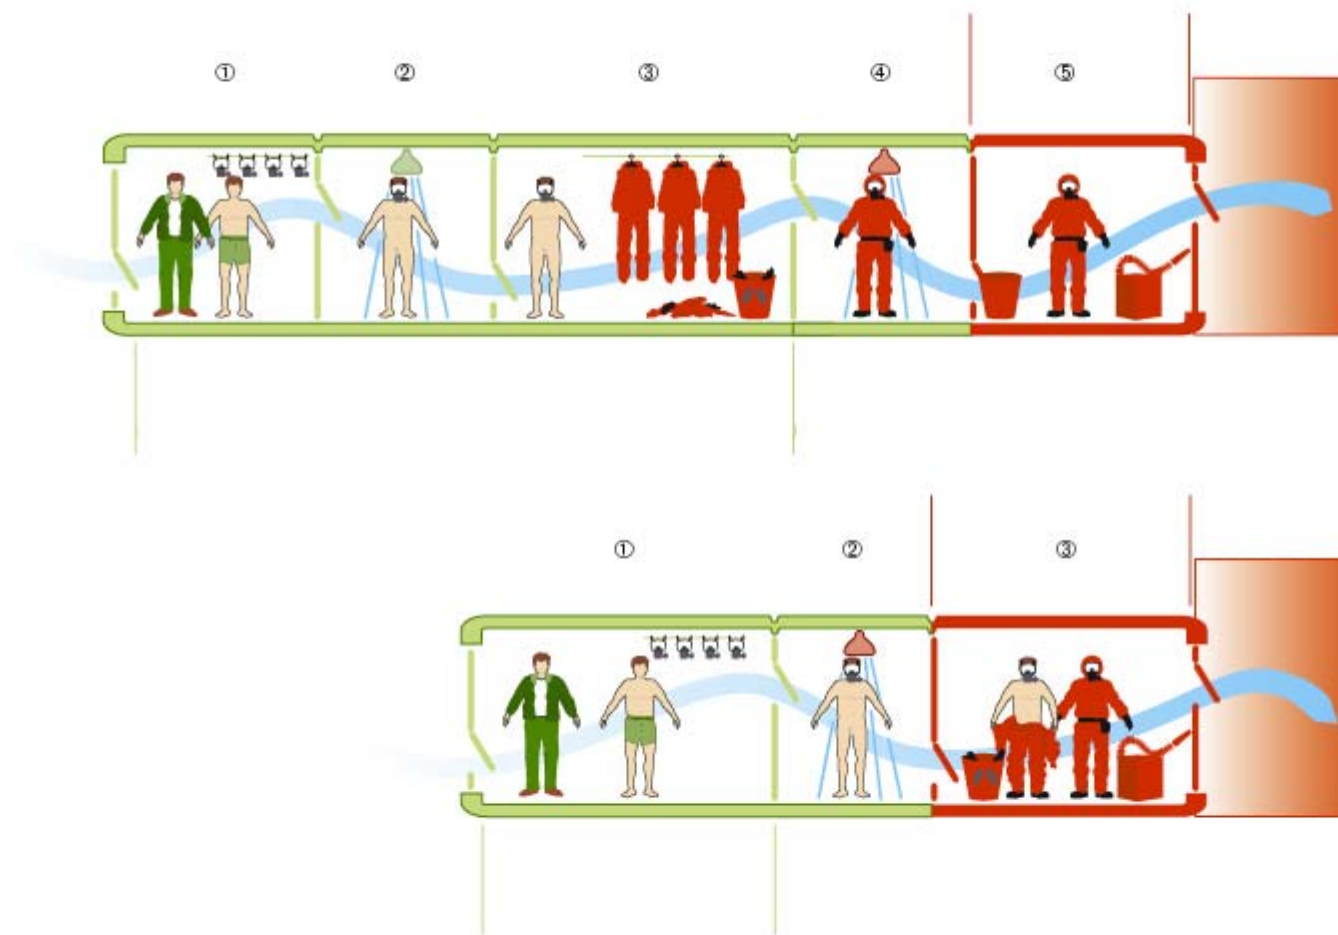 ① ② ③ ④ ⑤
① ② ③